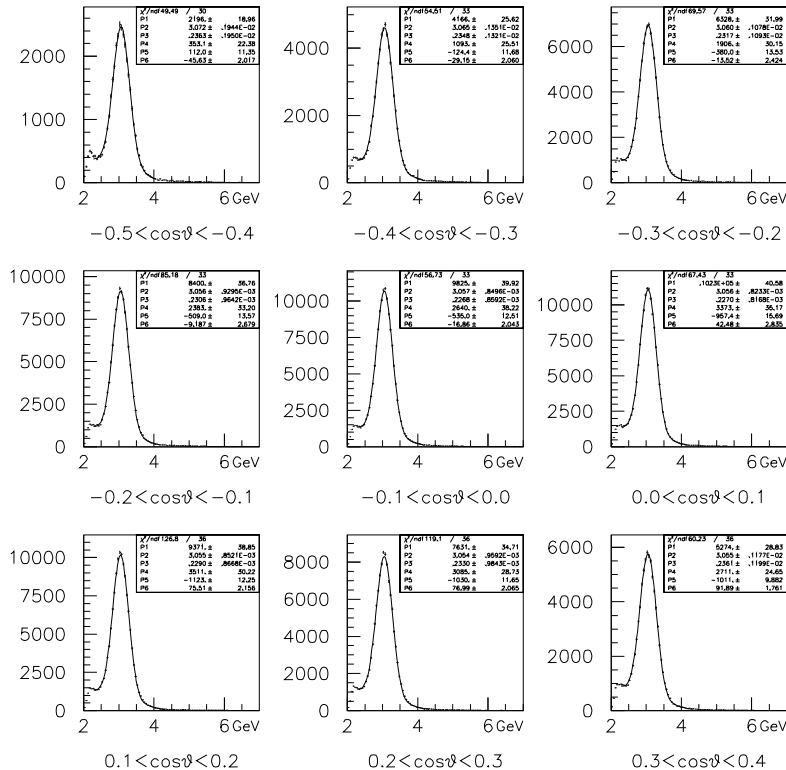 χ²/ndf 49.49 / 30
P1 2196. ± 18.96
P2 3.072 ± .1944E-02
P3 .2363 ± .1950E-02
P4 353.1 ± 22.38
P5 112.0 ± 11.35
P6 -45.63 ± 2.017
2000
1000
0
2 4 6 GeV
-0.5<cosϑ<-0.4
χ²/ndf 54.51 / 33
P1 4166. ± 25.62
P2 3.065 ± .1351E-02
P3 .2348 ± .1321E-02
P4 1093. ± 25.51
P5 -124.4 ± 11.68
P6 -29.15 ± 2.060
4000
2000
0
2 4 6 GeV
-0.4<cosϑ<-0.3
χ²/ndf 69.57 / 33
P1 6328. ± 31.99
P2 3.060 ± .1078E-02
P3 .2317 ± .1093E-02
P4 1906. ± 30.15
P5 -380.0 ± 13.53
P6 -13.52 ± 2.424
6000
4000
2000
0
2 4 6 GeV
-0.3<cosϑ<-0.2
χ²/ndf 85.18 / 33
P1 8400. ± 36.76
P2 3.056 ± .9295E-03
P3 .2306 ± .9642E-03
P4 2383. ± 33.20
P5 -509.0 ± 13.57
P6 -9.187 ± 2.679
10000
7500
5000
2500
0
2 4 6 GeV
-0.2<cosϑ<-0.1
χ²/ndf 56.73 / 33
P1 9825. ± 39.92
P2 3.057 ± .8496E-03
P3 .2268 ± .8592E-03
P4 2640. ± 38.22
P5 -535.0 ± 12.51
P6 -16.86 ± 2.043
10000
7500
5000
2500
0
2 4 6 GeV
-0.1<cosϑ<0.0
χ²/ndf 67.43 / 33
P1 .1023E+05 ± 40.58
P2 3.056 ± .8233E-03
P3 .2270 ± .8168E-03
P4 3373. ± 35.17
P5 -957.4 ± 15.69
P6 42.48 ± 2.835
10000
7500
5000
2500
0
2 4 6 GeV
0.0<cosϑ<0.1
χ²/ndf 126.8 / 36
P1 9371. ± 38.85
P2 3.055 ± .8521E-03
P3 .2290 ± .8668E-03
P4 3511. ± 30.22
P5 -1123. ± 12.25
P6 75.51 ± 2.156
10000
7500
5000
2500
0
2 4 6 GeV
0.1<cosϑ<0.2
χ²/ndf 119.1 / 36
P1 7631. ± 34.71
P2 3.054 ± .9592E-03
P3 .2330 ± .9843E-03
P4 3085. ± 28.73
P5 -1030. ± 11.65
P6 76.99 ± 2.065
8000
6000
4000
2000
0
2 4 6 GeV
0.2<cosϑ<0.3
χ²/ndf 60.23 / 36
P1 5274. ± 28.83
P2 3.055 ± .1177E-02
P3 .2361 ± .1199E-02
P4 2711. ± 24.65
P5 -1011. ± 9.882
P6 91.89 ± 1.761
6000
4000
2000
0
2 4 6 GeV
0.3<cosϑ<0.4